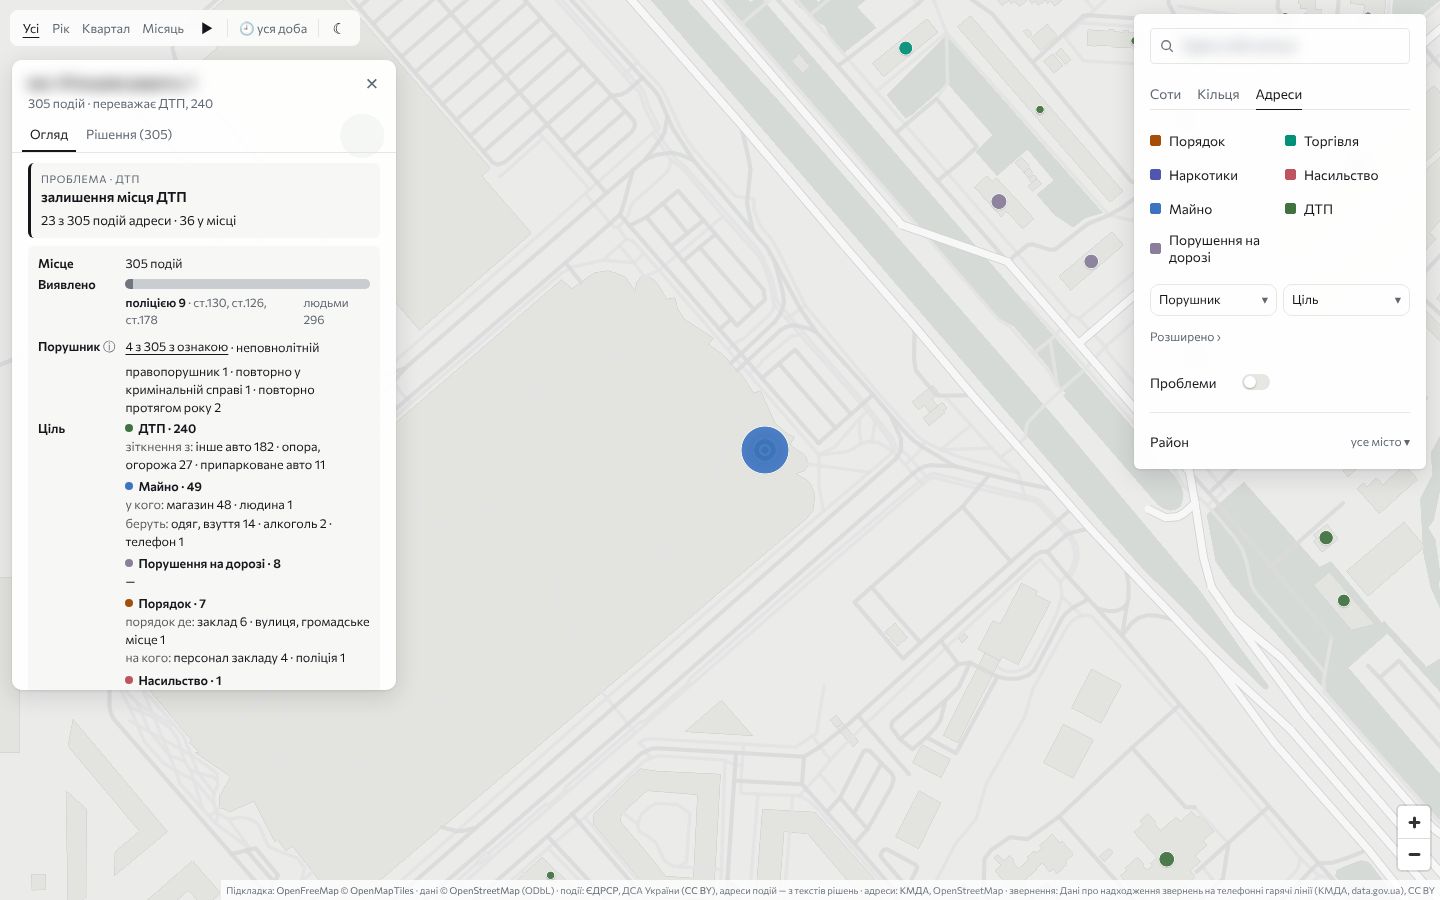 Усі Рік Квартал Місяць уся доба
305 подій · переважає ДТП, 240
Огляд Рішення (305)
ПРОБЛЕМА · ДТП
залишення місця ДТП
23 з 305 подій адреси · 36 у місці
Місце 305 подій
Виявлено
поліцією 9 · ст.130, ст.126, людьми
ст.178 296
Порушник ⓘ 4 з 305 з ознакою · неповнолітній
правопорушник 1 · повторно у
кримінальній справі 1 · повторно
протягом року 2
Ціль ДТП · 240
зіткнення з: інше авто 182 · опора,
огорожа 27 · припарковане авто 11
Майно · 49
у кого: магазин 48 · людина 1
беруть: одяг, взуття 14 · алкоголь 2 ·
телефон 1
Порушення на дорозі · 8
—
Порядок · 7
порядок де: заклад 6 · вулиця, громадське
місце 1
на кого: персонал закладу 4 · поліція 1
Насильство · 1
Соти Кільця Адреси
Порядок Торгівля
Наркотики Насильство
Майно ДТП
Порушення на
дорозі
Порушник Ціль
Розширено ›
Проблеми
Район усе місто ▾
Підкладка: OpenFreeMap © OpenMapTiles · дані © OpenStreetMap (ODbL) · події: ЄДРСР, ДСА України (CC BY), адреси подій — з текстів рішень · адреси: КМДА, OpenStreetMap · звернення: Дані про надходження звернень на телефонні гарячі лінії (КМДА, data.gov.ua), CC BY